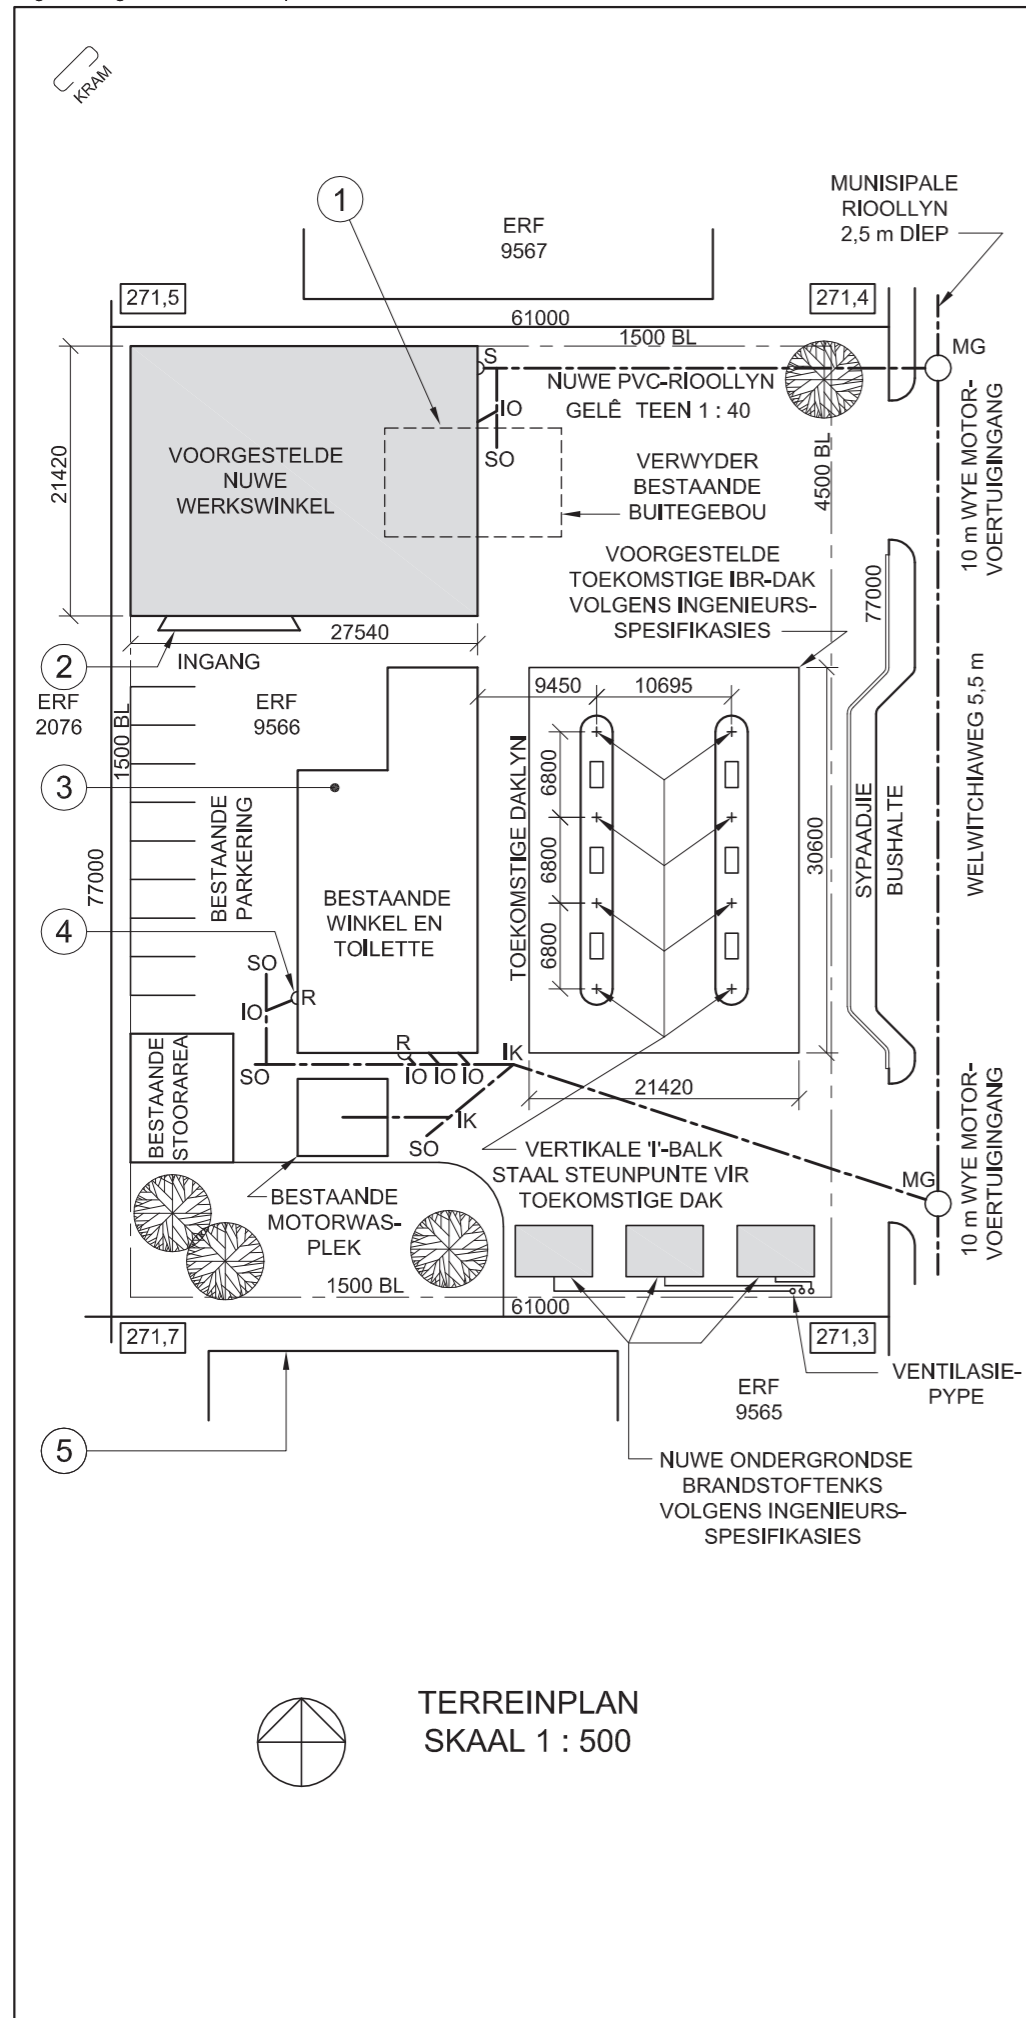 KRAM
1
MUNISIPALE
RIOOLLYN
2,5 m DIEP
ERF
9567
271,5
271,4
61000
1500 BL
S
MG
NUWE PVC-RIOOLLYN
GELÊ TEEN 1 : 40
IO
SO
21420
VOORGESTELDE
NUWE
WERKSWINKEL
VERWYDER
BESTAANDE
BUITEGEBOU
4500 BL
10 m WYE MOTOR-
VOERTUIGINGANG
VOORGESTELDE
TOEKOMSTIGE IBR-DAK
VOLGENS INGENIEURS-
SPESIFIKASIES
77000
27540
2
INGANG
ERF
2076
ERF
9566
1500 BL
9450
10695
3
TOEKOMSTIGE DAKLYN
6800
6800
6800
30600
SYPAADJIE
BUSHALTE
WELWITCHIAWEG 5,5 m
77000
BESTAANDE
PARKERING
BESTAANDE
WINKEL EN
TOILETTE
4
SO
IO
R
SO
R
IO
IO
IO
IK
BESTAANDE
STOORAREA
21420
IK
SO
VERTIKALE 'I'-BALK
STAAL STEUNPUNTE VIR
TOEKOMSTIGE DAK
MG
10 m WYE MOTOR-
VOERTUIGINGANG
BESTAANDE
MOTORWAS-
PLEK
1500 BL
61000
271,7
271,3
VENTILASIE-
PYPE
ERF
9565
5
NUWE ONDERGRONDSE
BRANDSTOFTENKS
VOLGENS INGENIEURS-
SPESIFIKASIES
TERREINPLAN
SKAAL 1 : 500